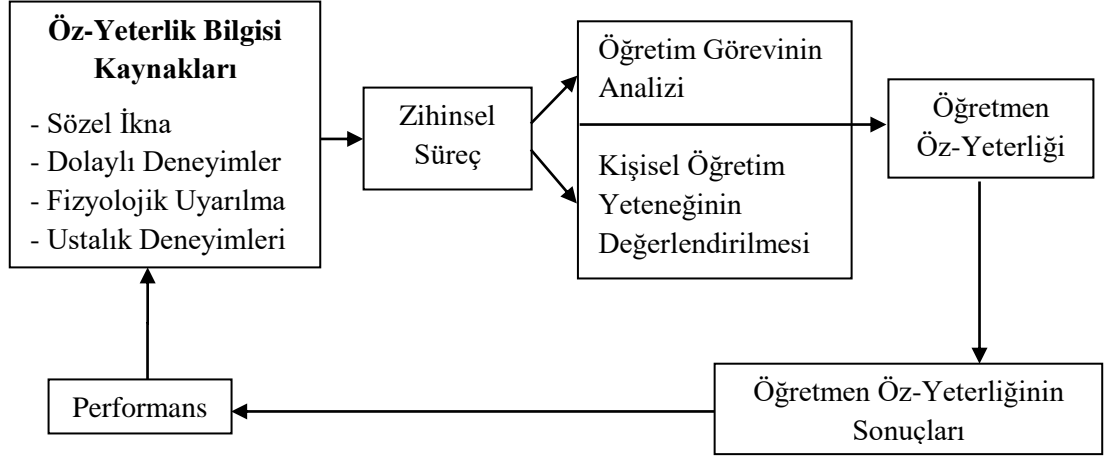 Öz-Yeterlik Bilgisi
Kaynakları
- Sözel İkna
- Dolaylı Deneyimler
- Fizyolojik Uyarılma
- Ustalık Deneyimleri
Zihinsel
Süreç
Öğretim Görevinin
Analizi
Kişisel Öğretim
Yeteneğinin
Değerlendirilmesi
Öğretmen
Öz-Yeterliği
Öğretmen Öz-Yeterliğinin
Sonuçları
Performans